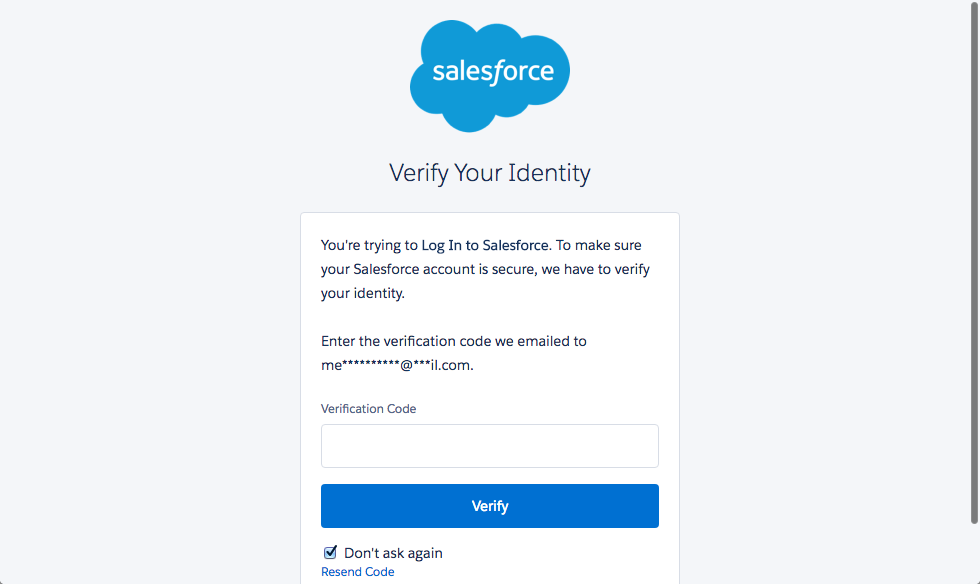 salesforce
Verify Your Identity
You're trying to Log In to Salesforce. To make sure
your Salesforce account is secure, we have to verify
your identity.
Enter the verification code we emailed to
me**********@***il.com.
Verification Code
Verify
Don't ask again
Resend Code